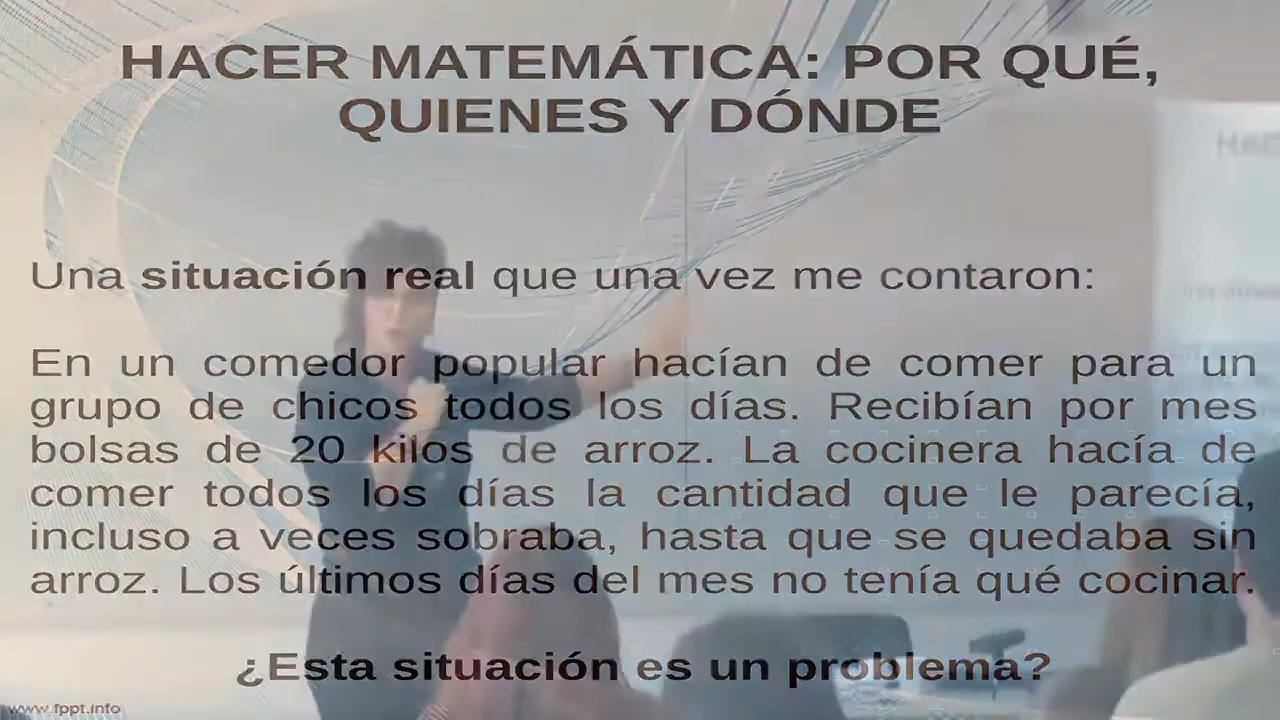 HACER MATEMÁTICA: POR QUÉ,
QUIENES Y DÓNDE
Una situación real que una vez me contaron:
En un comedor popular hacían de comer para un
grupo de chicos todos los días. Recibían por mes
bolsas de 20 kilos de arroz. La cocinera hacía de
comer todos los días la cantidad que le parecía,
incluso a veces sobraba, hasta que se quedaba sin
arroz. Los últimos días del mes no tenía qué cocinar.
¿Esta situación es un problema?
www.fppt.info